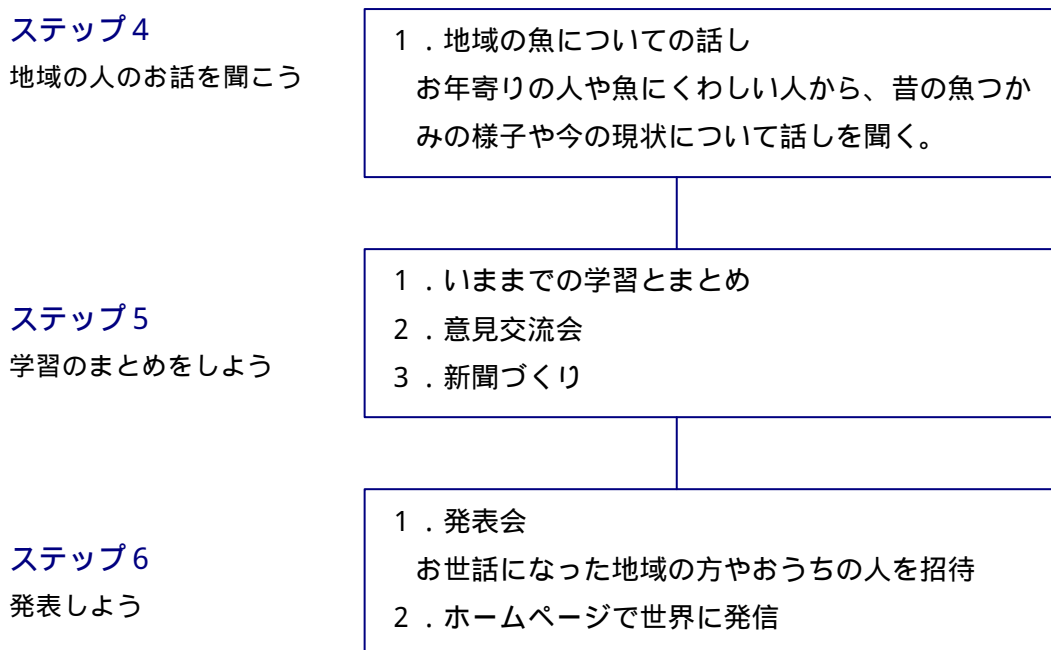 ステップ4
地域の人のお話を聞こう
1．地域の魚についての話し
お年寄りの人や魚にくわしい人から、昔の魚つか
みの様子や今の現状について話しを聞く。
ステップ5
学習のまとめをしよう
1．いままでの学習とまとめ
2．意見交流会
3．新聞づくり
ステップ6
発表しよう
1．発表会
お世話になった地域の方やおうちの人を招待
2．ホームページで世界に発信